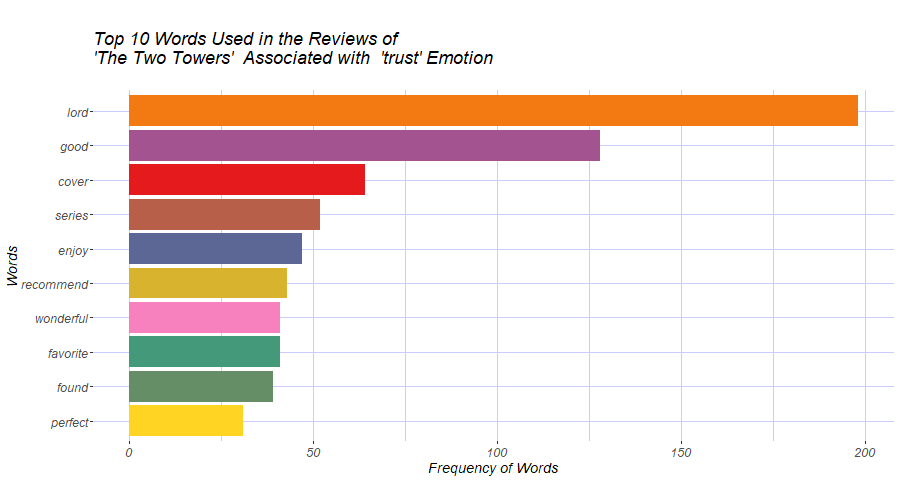 Top 10 Words Used in the Reviews of
'The Two Towers'  Associated with  'trust' Emotion
lord
good
cover
series
enjoy
recommend
wonderful
favorite
found
perfect
Words
0 50 100 150 200
Frequency of Words